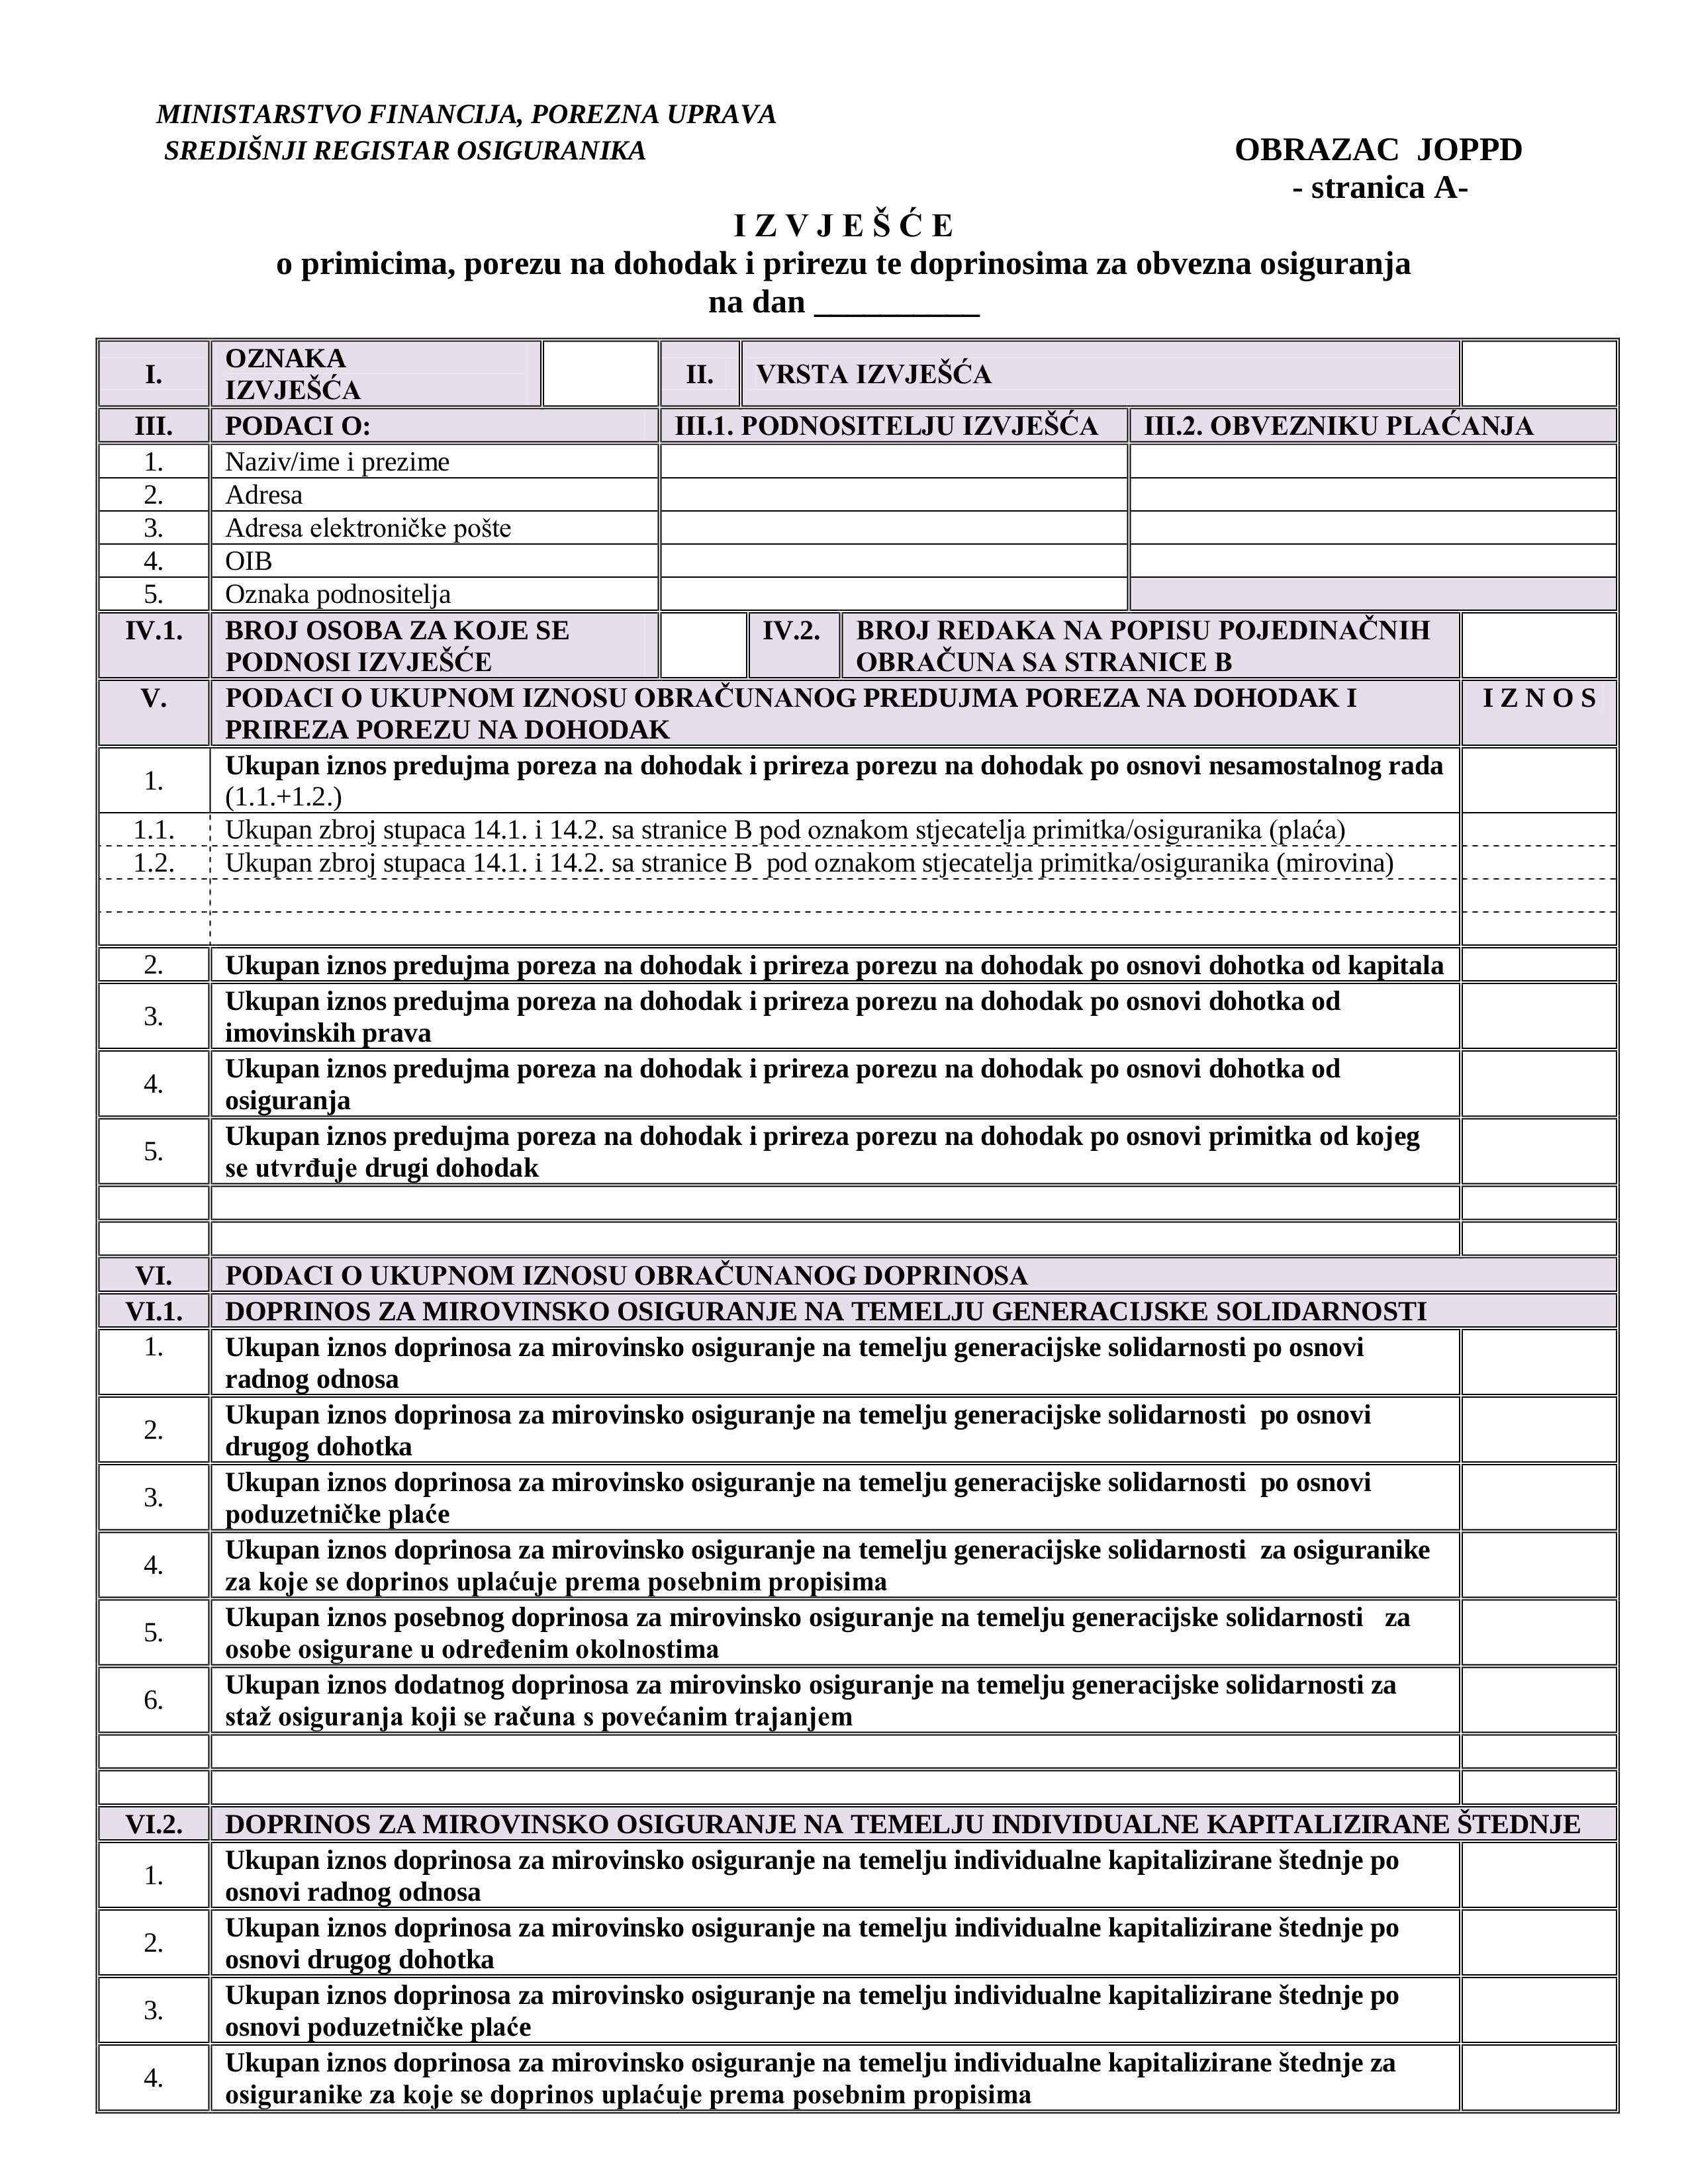 MINISTARSTVO FINANCIJA, POREZNA UPRAVA
SREDIŠNJI REGISTAR OSIGURANIKA
OBRAZAC JOPPD
- stranica A-
I Z V J E Š Ć E
o primicima, porezu na dohodak i prirezu te doprinosima za obvezna osiguranja
na dan __________
I. OZNAKA
IZVJEŠĆA
II. VRSTA IZVJEŠĆA
III. PODACI O: III.1. PODNOSITELJU IZVJEŠĆA III.2. OBVEZNIKU PLAĆANJA
1. Naziv/ime i prezime
2. Adresa
3. Adresa elektroničke pošte
4. OIB
5. Oznaka podnositelja
IV.1. BROJ OSOBA ZA KOJE SE
PODNOSI IZVJEŠĆE
IV.2. BROJ REDAKA NA POPISU POJEDINAČNIH
OBRAČUNA SA STRANICE B
V. PODACI O UKUPNOM IZNOSU OBRAČUNANOG PREDUJMA POREZA NA DOHODAK I
PRIREZA POREZU NA DOHODAK
I Z N O S
1. Ukupan iznos predujma poreza na dohodak i prireza porezu na dohodak po osnovi nesamostalnog rada
(1.1.+1.2.)
1.1. Ukupan zbroj stupaca 14.1. i 14.2. sa stranice B pod oznakom stjecatelja primitka/osiguranika (plaća)
1.2. Ukupan zbroj stupaca 14.1. i 14.2. sa stranice B pod oznakom stjecatelja primitka/osiguranika (mirovina)
2. Ukupan iznos predujma poreza na dohodak i prireza porezu na dohodak po osnovi dohotka od kapitala
3. Ukupan iznos predujma poreza na dohodak i prireza porezu na dohodak po osnovi dohotka od
imovinskih prava
4. Ukupan iznos predujma poreza na dohodak i prireza porezu na dohodak po osnovi dohotka od
osiguranja
5. Ukupan iznos predujma poreza na dohodak i prireza porezu na dohodak po osnovi primitka od kojeg
se utvrđuje drugi dohodak
VI. PODACI O UKUPNOM IZNOSU OBRAČUNANOG DOPRINOSA
VI.1. DOPRINOS ZA MIROVINSKO OSIGURANJE NA TEMELJU GENERACIJSKE SOLIDARNOSTI
1. Ukupan iznos doprinosa za mirovinsko osiguranje na temelju generacijske solidarnosti po osnovi
radnog odnosa
2. Ukupan iznos doprinosa za mirovinsko osiguranje na temelju generacijske solidarnosti po osnovi
drugog dohotka
3. Ukupan iznos doprinosa za mirovinsko osiguranje na temelju generacijske solidarnosti po osnovi
poduzetničke plaće
4. Ukupan iznos doprinosa za mirovinsko osiguranje na temelju generacijske solidarnosti za osiguranike
za koje se doprinos uplaćuje prema posebnim propisima
5. Ukupan iznos posebnog doprinosa za mirovinsko osiguranje na temelju generacijske solidarnosti za
osobe osigurane u određenim okolnostima
6. Ukupan iznos dodatnog doprinosa za mirovinsko osiguranje na temelju generacijske solidarnosti za
staž osiguranja koji se računa s povećanim trajanjem
VI.2. DOPRINOS ZA MIROVINSKO OSIGURANJE NA TEMELJU INDIVIDUALNE KAPITALIZIRANE ŠTEDNJE
1. Ukupan iznos doprinosa za mirovinsko osiguranje na temelju individualne kapitalizirane štednje po
osnovi radnog odnosa
2. Ukupan iznos doprinosa za mirovinsko osiguranje na temelju individualne kapitalizirane štednje po
osnovi drugog dohotka
3. Ukupan iznos doprinosa za mirovinsko osiguranje na temelju individualne kapitalizirane štednje po
osnovi poduzetničke plaće
4. Ukupan iznos doprinosa za mirovinsko osiguranje na temelju individualne kapitalizirane štednje za
osiguranike za koje se doprinos uplaćuje prema posebnim propisima